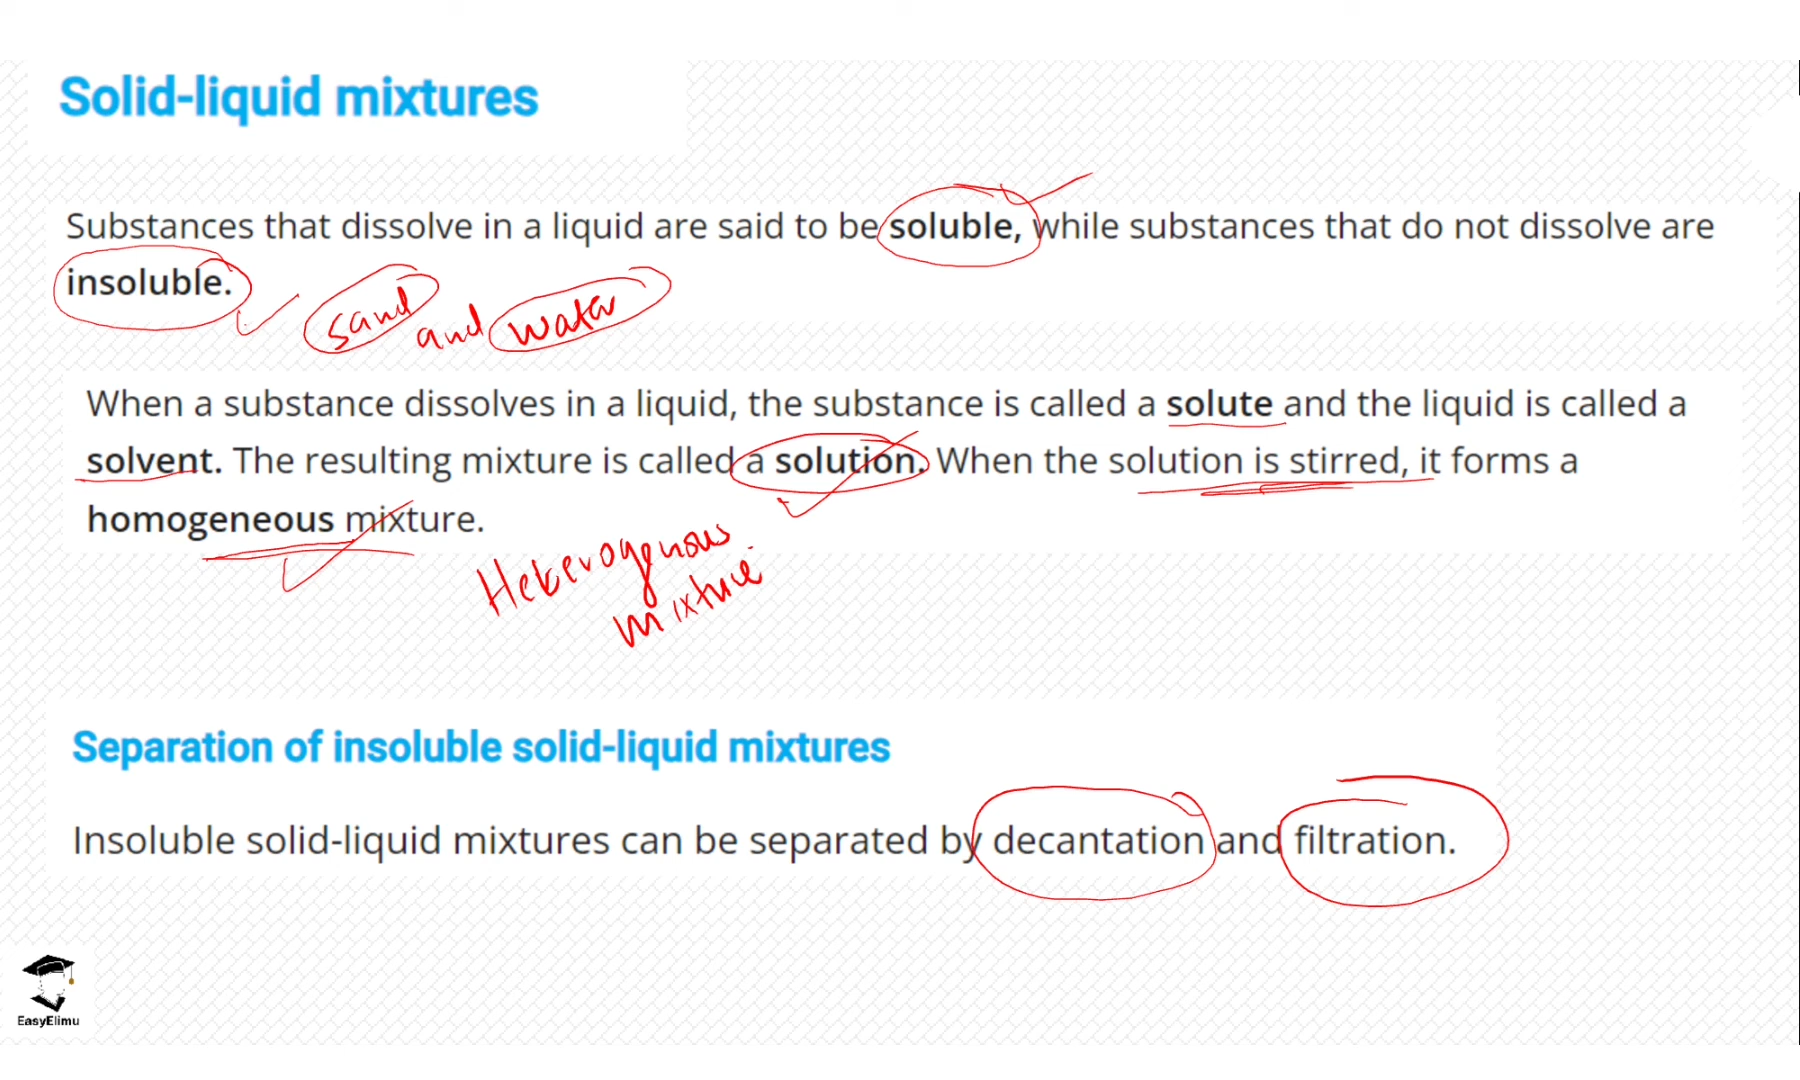 Solid-liquid mixtures
Substances that dissolve in a liquid are said to be soluble, while substances that do not dissolve are
insoluble.
sand and water
When a substance dissolves in a liquid, the substance is called a solute and the liquid is called a
solvent. The resulting mixture is called a solution. When the solution is stirred, it forms a
homogeneous mixture.
Heterogenous
mixture
Separation of insoluble solid-liquid mixtures
Insoluble solid-liquid mixtures can be separated by decantation and filtration.
EasyElimu